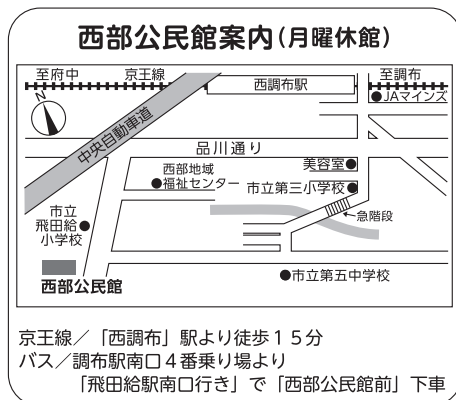 西部公民館案内（月曜休館）
至府中
京王線
西調布駅
至調布
JAマインズ
N
中央自動車道
品川通り
美容室
西部地域
福祉センター
市立第三小学校
←急階段
市立
飛田給
小学校
西部公民館
市立第五中学校
京王線／「西調布」駅より徒歩１５分
バス／調布駅南口４番乗り場より
「飛田給駅南口行き」で「西部公民館前」下車